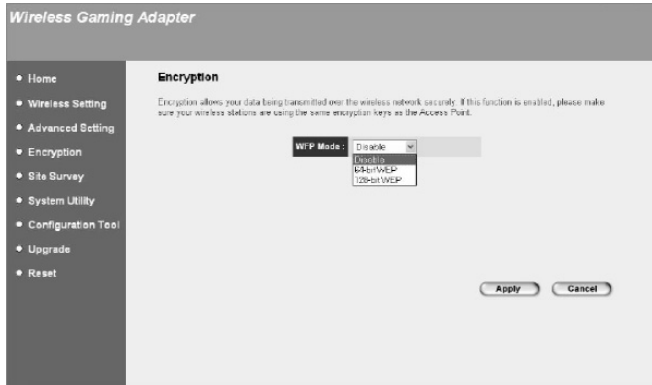 Wireless Gaming Adapter
Home
Wireless Setting
Advanced Setting
Encryption
Site Survey
System Utility
Configuration Tool
Upgrade
Reset
Encryption
Encryption allows your data being transmitted over the wireless network securely. If this function is enabled, please make
sure your wireless stations are using the same encryption keys as the Access Point.
WEP Mode : Disable
Disable
64-bit WEP
128-bit WEP
Apply Cancel